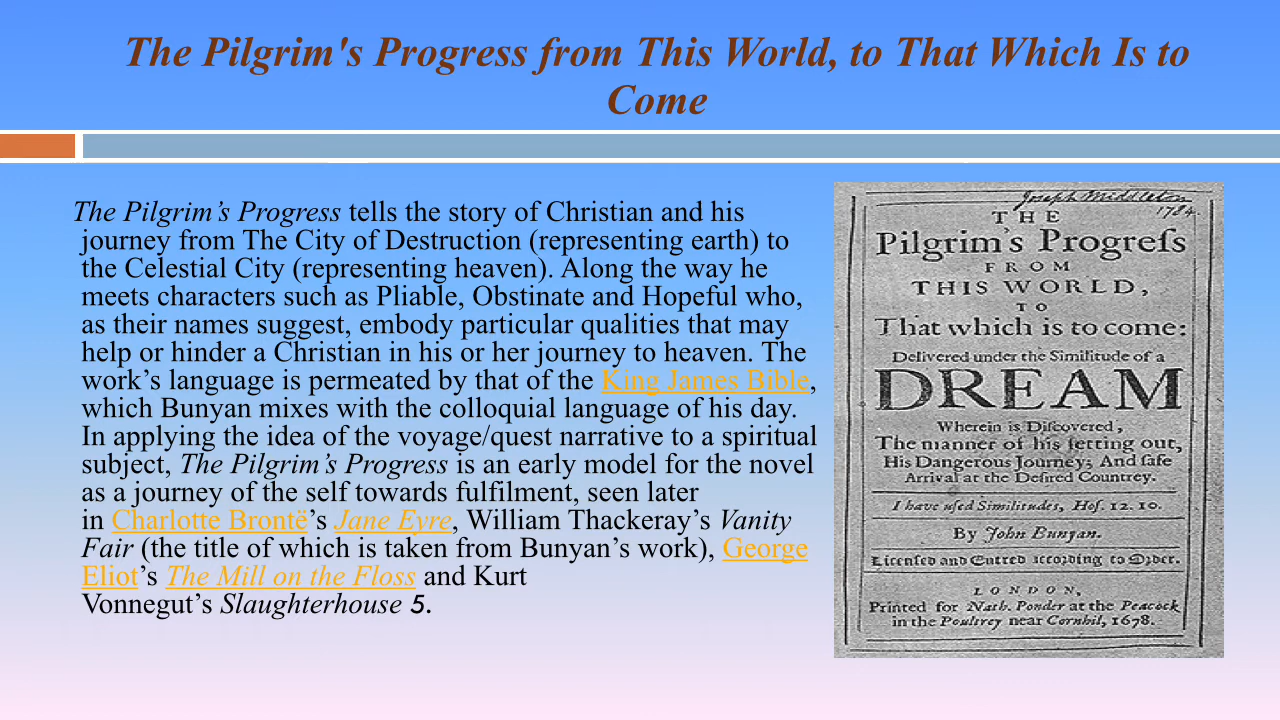 The Pilgrim's Progress from This World, to That Which Is to
Come
The Pilgrim’s Progress tells the story of Christian and his
journey from The City of Destruction (representing earth) to
the Celestial City (representing heaven). Along the way he
meets characters such as Pliable, Obstinate and Hopeful who,
as their names suggest, embody particular qualities that may
help or hinder a Christian in his or her journey to heaven. The
work’s language is permeated by that of the King James Bible,
which Bunyan mixes with the colloquial language of his day.
In applying the idea of the voyage/quest narrative to a spiritual
subject, The Pilgrim’s Progress is an early model for the novel
as a journey of the self towards fulfilment, seen later
in Charlotte Brontë’s Jane Eyre, William Thackeray’s Vanity
Fair (the title of which is taken from Bunyan’s work), George
Eliot’s The Mill on the Floss and Kurt
Vonnegut’s Slaughterhouse 5.
Joseph Middleton
1784.
THE
Pilgrim's Progreſs
FROM
THIS WORLD,
TO
That which is to come:
Delivered under the Similitude of a
DREAM
Wherein is Diſcovered,
The manner of his ſetting out,
His Dangerous Journey; And ſafe
Arrival at the Deſired Countrey.
I have uſed Similitudes, Hoſ. 12. 10.
By John Bunyan.
Licenſed and Entred according to Order.
LONDON,
Printed for Nath. Ponder at the Peacock
in the Poultrey near Cornhil, 1678.